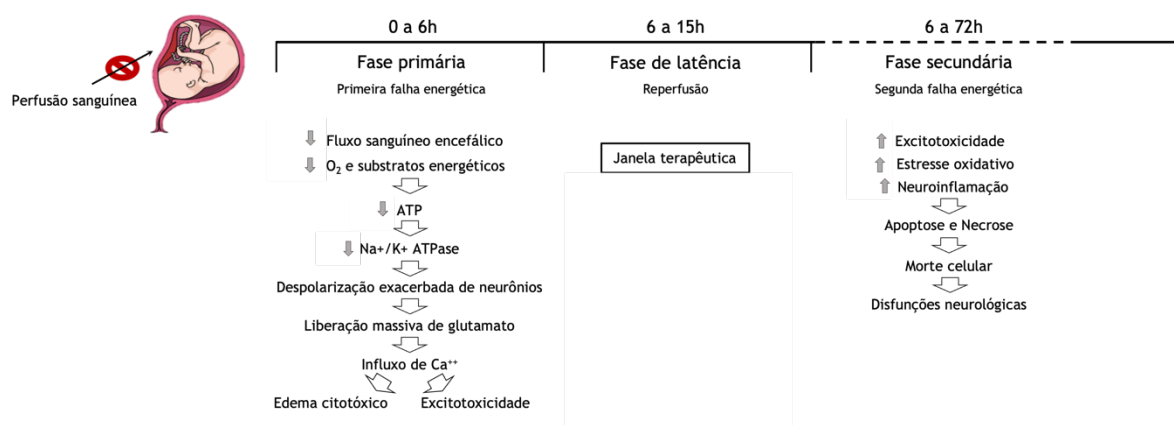 Perfusão sanguínea
0 a 6h
Fase primária
Primeira falha energética
Fluxo sanguíneo encefálico
O₂ e substratos energéticos
ATP
Na+/K+ ATPase
Despolarização exacerbada de neurônios
Liberação massiva de glutamato
Influxo de Ca⁺⁺
Edema citotóxico
Excitotoxicidade
6 a 15h
Fase de latência
Reperfusão
Janela terapêutica
6 a 72h
Fase secundária
Segunda falha energética
Excitotoxicidade
Estresse oxidativo
Neuroinflamação
Apoptose e Necrose
Morte celular
Disfunções neurológicas